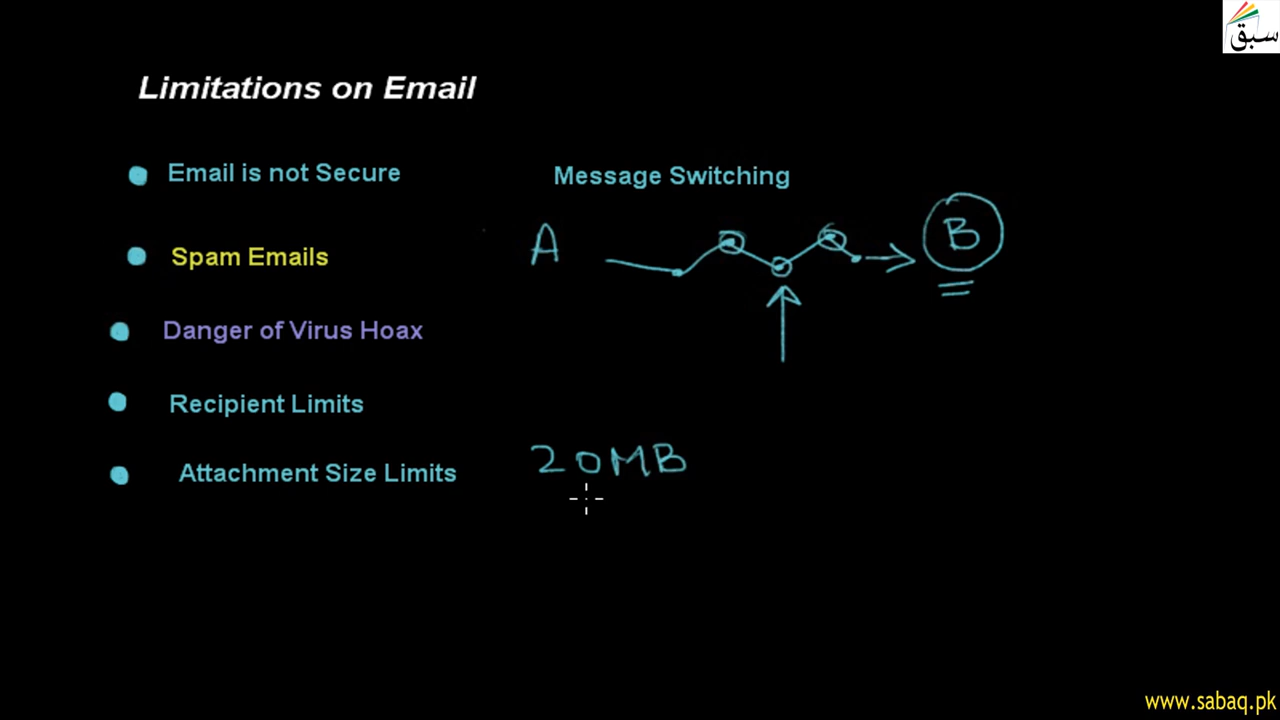 سبق
Limitations on Email
Email is not Secure
Message Switching
A
B
Spam Emails
Danger of Virus Hoax
Recipient Limits
Attachment Size Limits
20MB
www.sabaq.pk